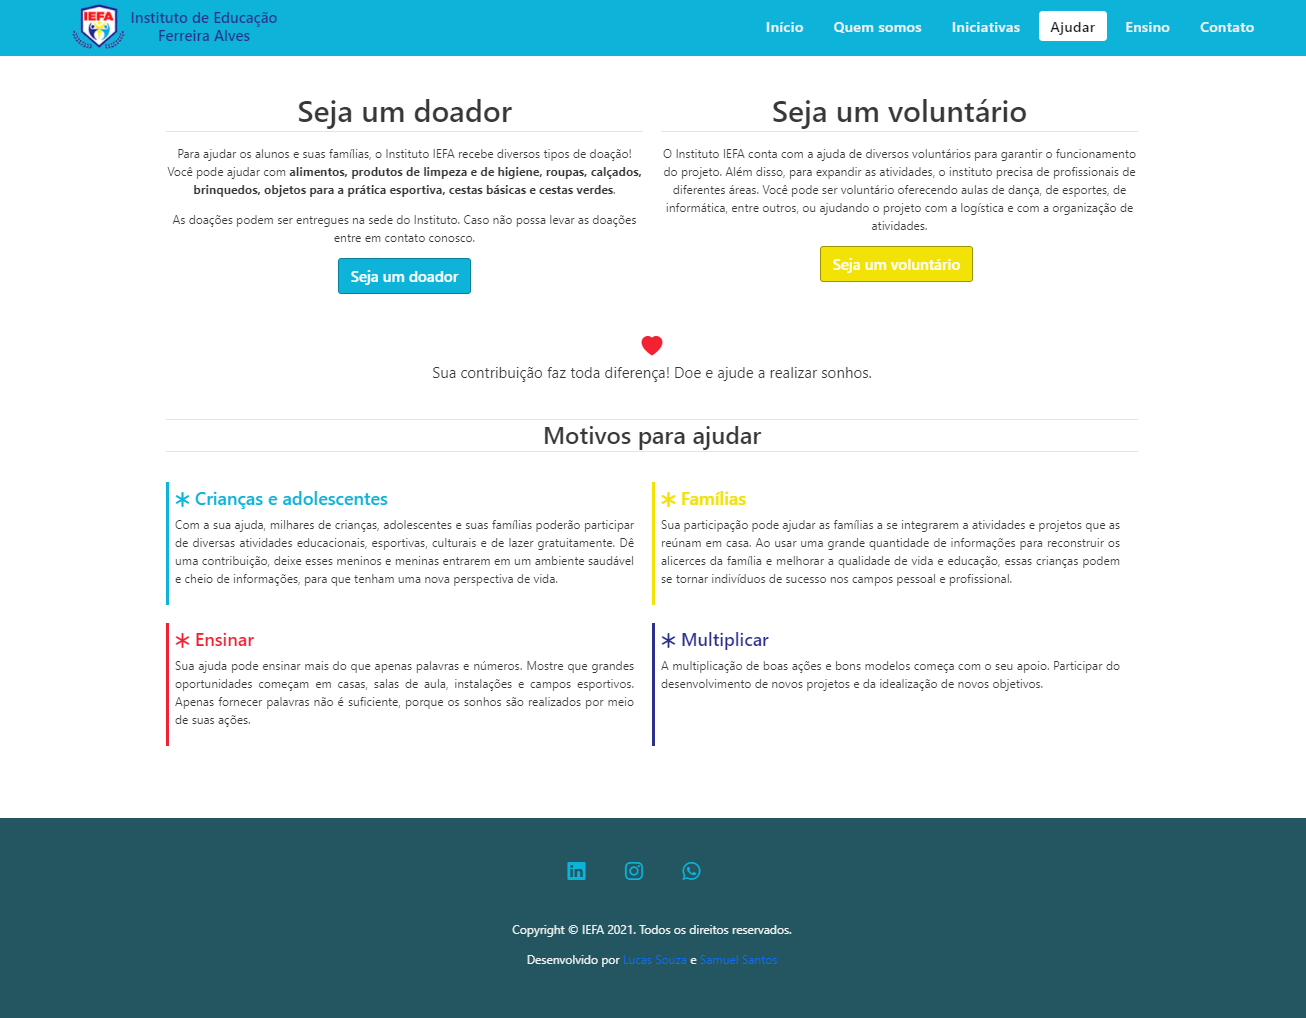 IEFA
Instituto de Educação
Ferreira Alves
Início
Quem somos
Iniciativas
Ajudar
Ensino
Contato
Seja um doador
Para ajudar os alunos e suas famílias, o Instituto IEFA recebe diversos tipos de doação!
Você pode ajudar com alimentos, produtos de limpeza e de higiene, roupas, calçados,
brinquedos, objetos para a prática esportiva, cestas básicas e cestas verdes.
As doações podem ser entregues na sede do Instituto. Caso não possa levar as doações
entre em contato conosco.
Seja um doador
Seja um voluntário
O Instituto IEFA conta com a ajuda de diversos voluntários para garantir o funcionamento
do projeto. Além disso, para expandir as atividades, o instituto precisa de profissionais de
diferentes áreas. Você pode ser voluntário oferecendo aulas de dança, de esportes, de
informática, entre outros, ou ajudando o projeto com a logística e com a organização de
atividades.
Seja um voluntário
Sua contribuição faz toda diferença! Doe e ajude a realizar sonhos.
Motivos para ajudar
Crianças e adolescentes
Com a sua ajuda, milhares de crianças, adolescentes e suas famílias poderão participar
de diversas atividades educacionais, esportivas, culturais e de lazer gratuitamente. Dê
uma contribuição, deixe esses meninos e meninas entrarem em um ambiente saudável
e cheio de informações, para que tenham uma nova perspectiva de vida.
Famílias
Sua participação pode ajudar as famílias a se integrarem a atividades e projetos que as
reúnam em casa. Ao usar uma grande quantidade de informações para reconstruir os
alicerces da família e melhorar a qualidade de vida e educação, essas crianças podem
se tornar indivíduos de sucesso nos campos pessoal e profissional.
Ensinar
Sua ajuda pode ensinar mais do que apenas palavras e números. Mostre que grandes
oportunidades começam em casas, salas de aula, instalações e campos esportivos.
Apenas fornecer palavras não é suficiente, porque os sonhos são realizados por meio
de suas ações.
Multiplicar
A multiplicação de boas ações e bons modelos começa com o seu apoio. Participar do
desenvolvimento de novos projetos e da idealização de novos objetivos.
Copyright © IEFA 2021. Todos os direitos reservados.
Desenvolvido por Lucas Souza e Samuel Santos